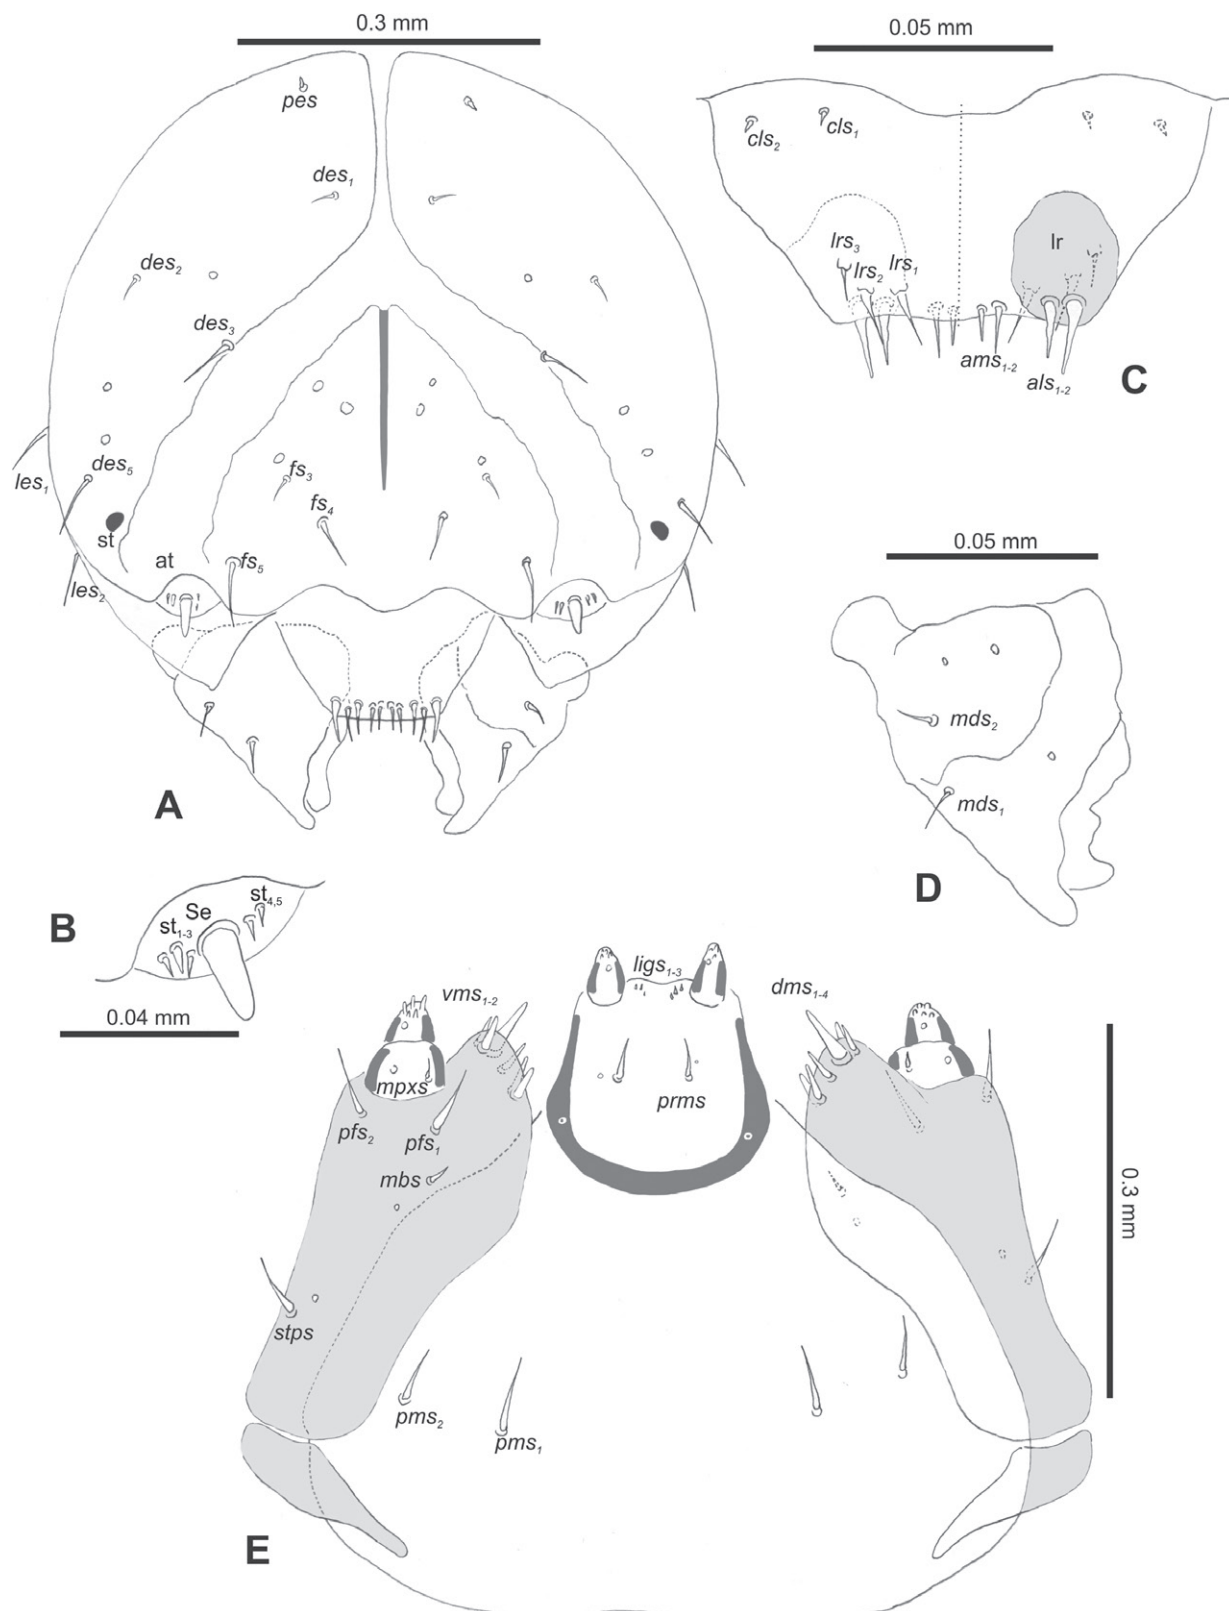 0.3 mm
pes
des₁
des₂
des₃
les₁
des₅
fs₃
fs₄
st
at
fs₅
les₂
A
0.05 mm
cls₂
cls₁
lrs₃
lrs₂
lrs₁
lr
ams₁₋₂
als₁₋₂
C
0.05 mm
mds₂
mds₁
D
B
st₁₋₃
Se
st₄,₅
0.04 mm
vms₁₋₂
ligs₁₋₃
dms₁₋₄
mpxs
pfs₂
pfs₁
prms
mbs
stps
pms₂
pms₁
0.3 mm
E